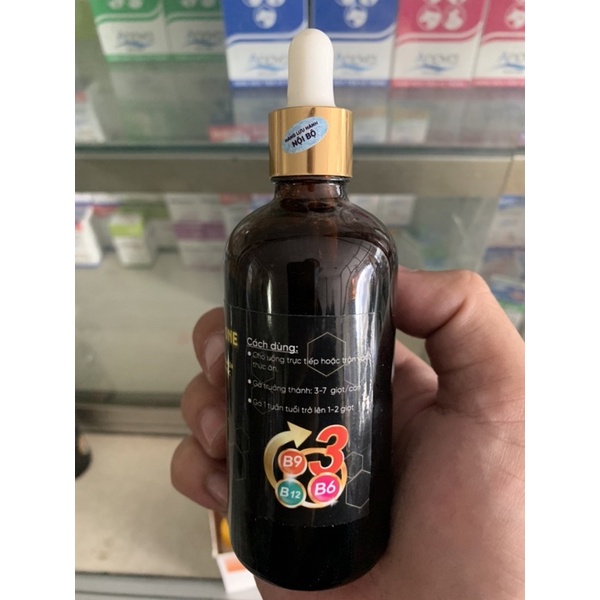 HÀNG LƯU HÀNH
NỘI BỘ
NE
Cách dùng:
Cho uống trực tiếp hoặc trộn
thức ăn.
Gà trưởng thành: 3-7 giọt/con
Gà 1 tuần tuổi trở lên 1-2 giọt
3
B9
B12
B6